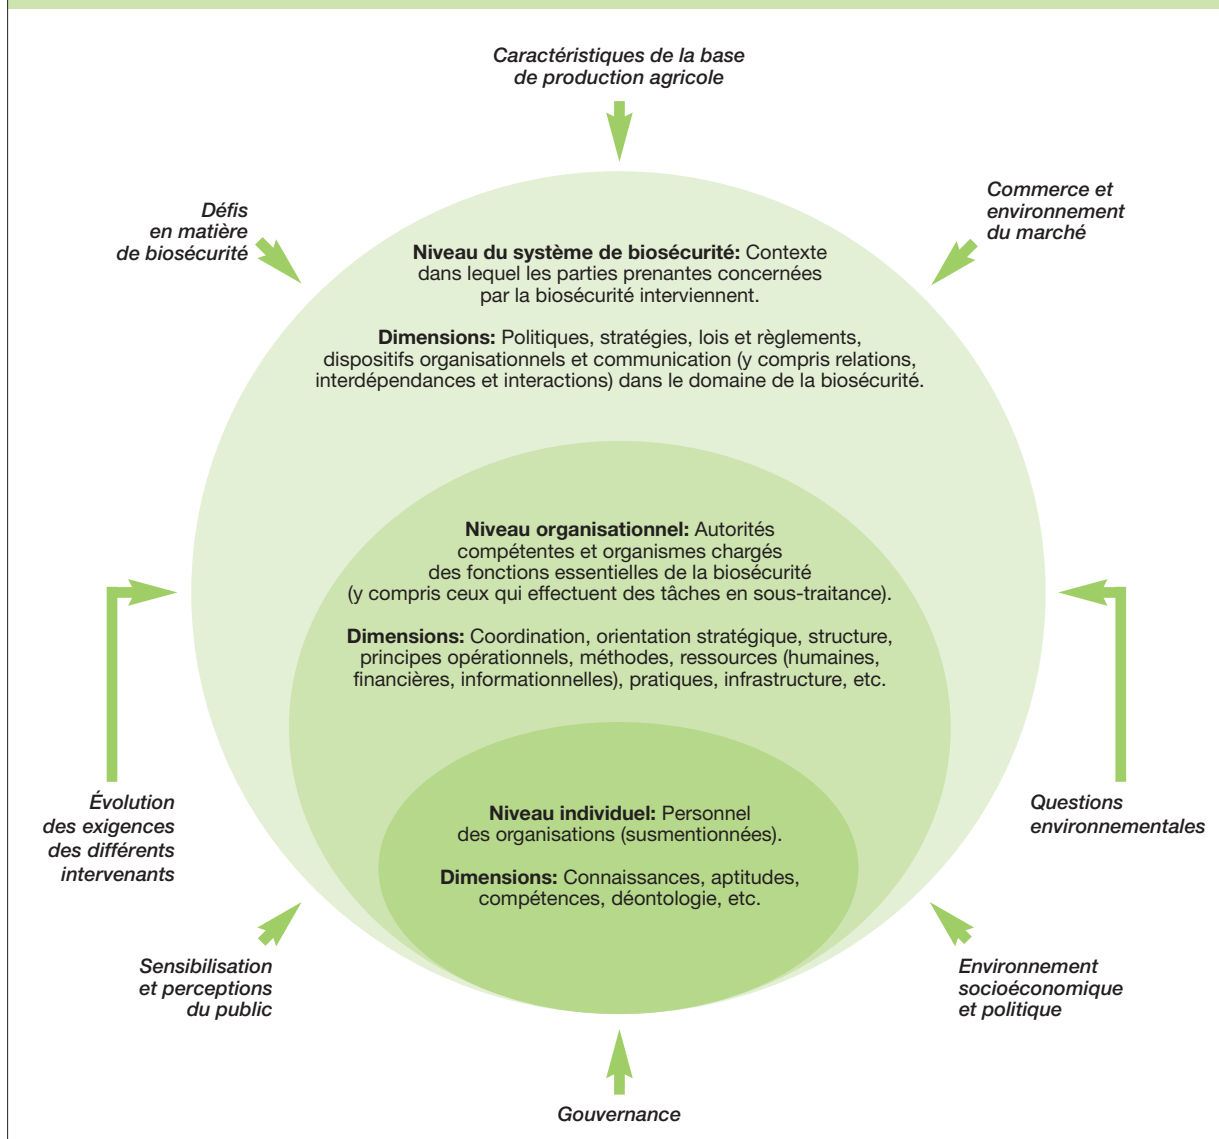 Caractéristiques de la base
de production agricole
Défis
en matière
de biosécurité
Commerce et
environnement
du marché
Niveau du système de biosécurité: Contexte
dans lequel les parties prenantes concernées
par la biosécurité interviennent.
Dimensions: Politiques, stratégies, lois et règlements,
dispositifs organisationnels et communication (y compris relations,
interdépendances et interactions) dans le domaine de la biosécurité.
Niveau organisationnel: Autorités
compétentes et organismes chargés
des fonctions essentielles de la biosécurité
(y compris ceux qui effectuent des tâches en sous-traitance).
Dimensions: Coordination, orientation stratégique, structure,
principes opérationnels, méthodes, ressources (humaines,
financières, informationnelles), pratiques, infrastructure, etc.
Niveau individuel: Personnel
des organisations (susmentionnées).
Dimensions: Connaissances, aptitudes,
compétences, déontologie, etc.
Évolution
des exigences
des différents
intervenants
Questions
environnementales
Sensibilisation
et perceptions
du public
Environnement
socioéconomique
et politique
Gouvernance